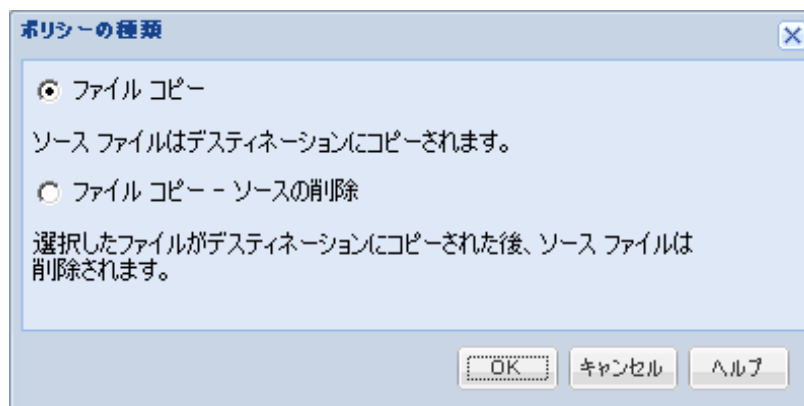 ポリシーの種類
ファイル コピー
ソース ファイルはデスティネーションにコピーされます。
ファイル コピー - ソースの削除
選択したファイルがデスティネーションにコピーされた後、ソース ファイルは
削除されます。
OK キャンセル ヘルプ